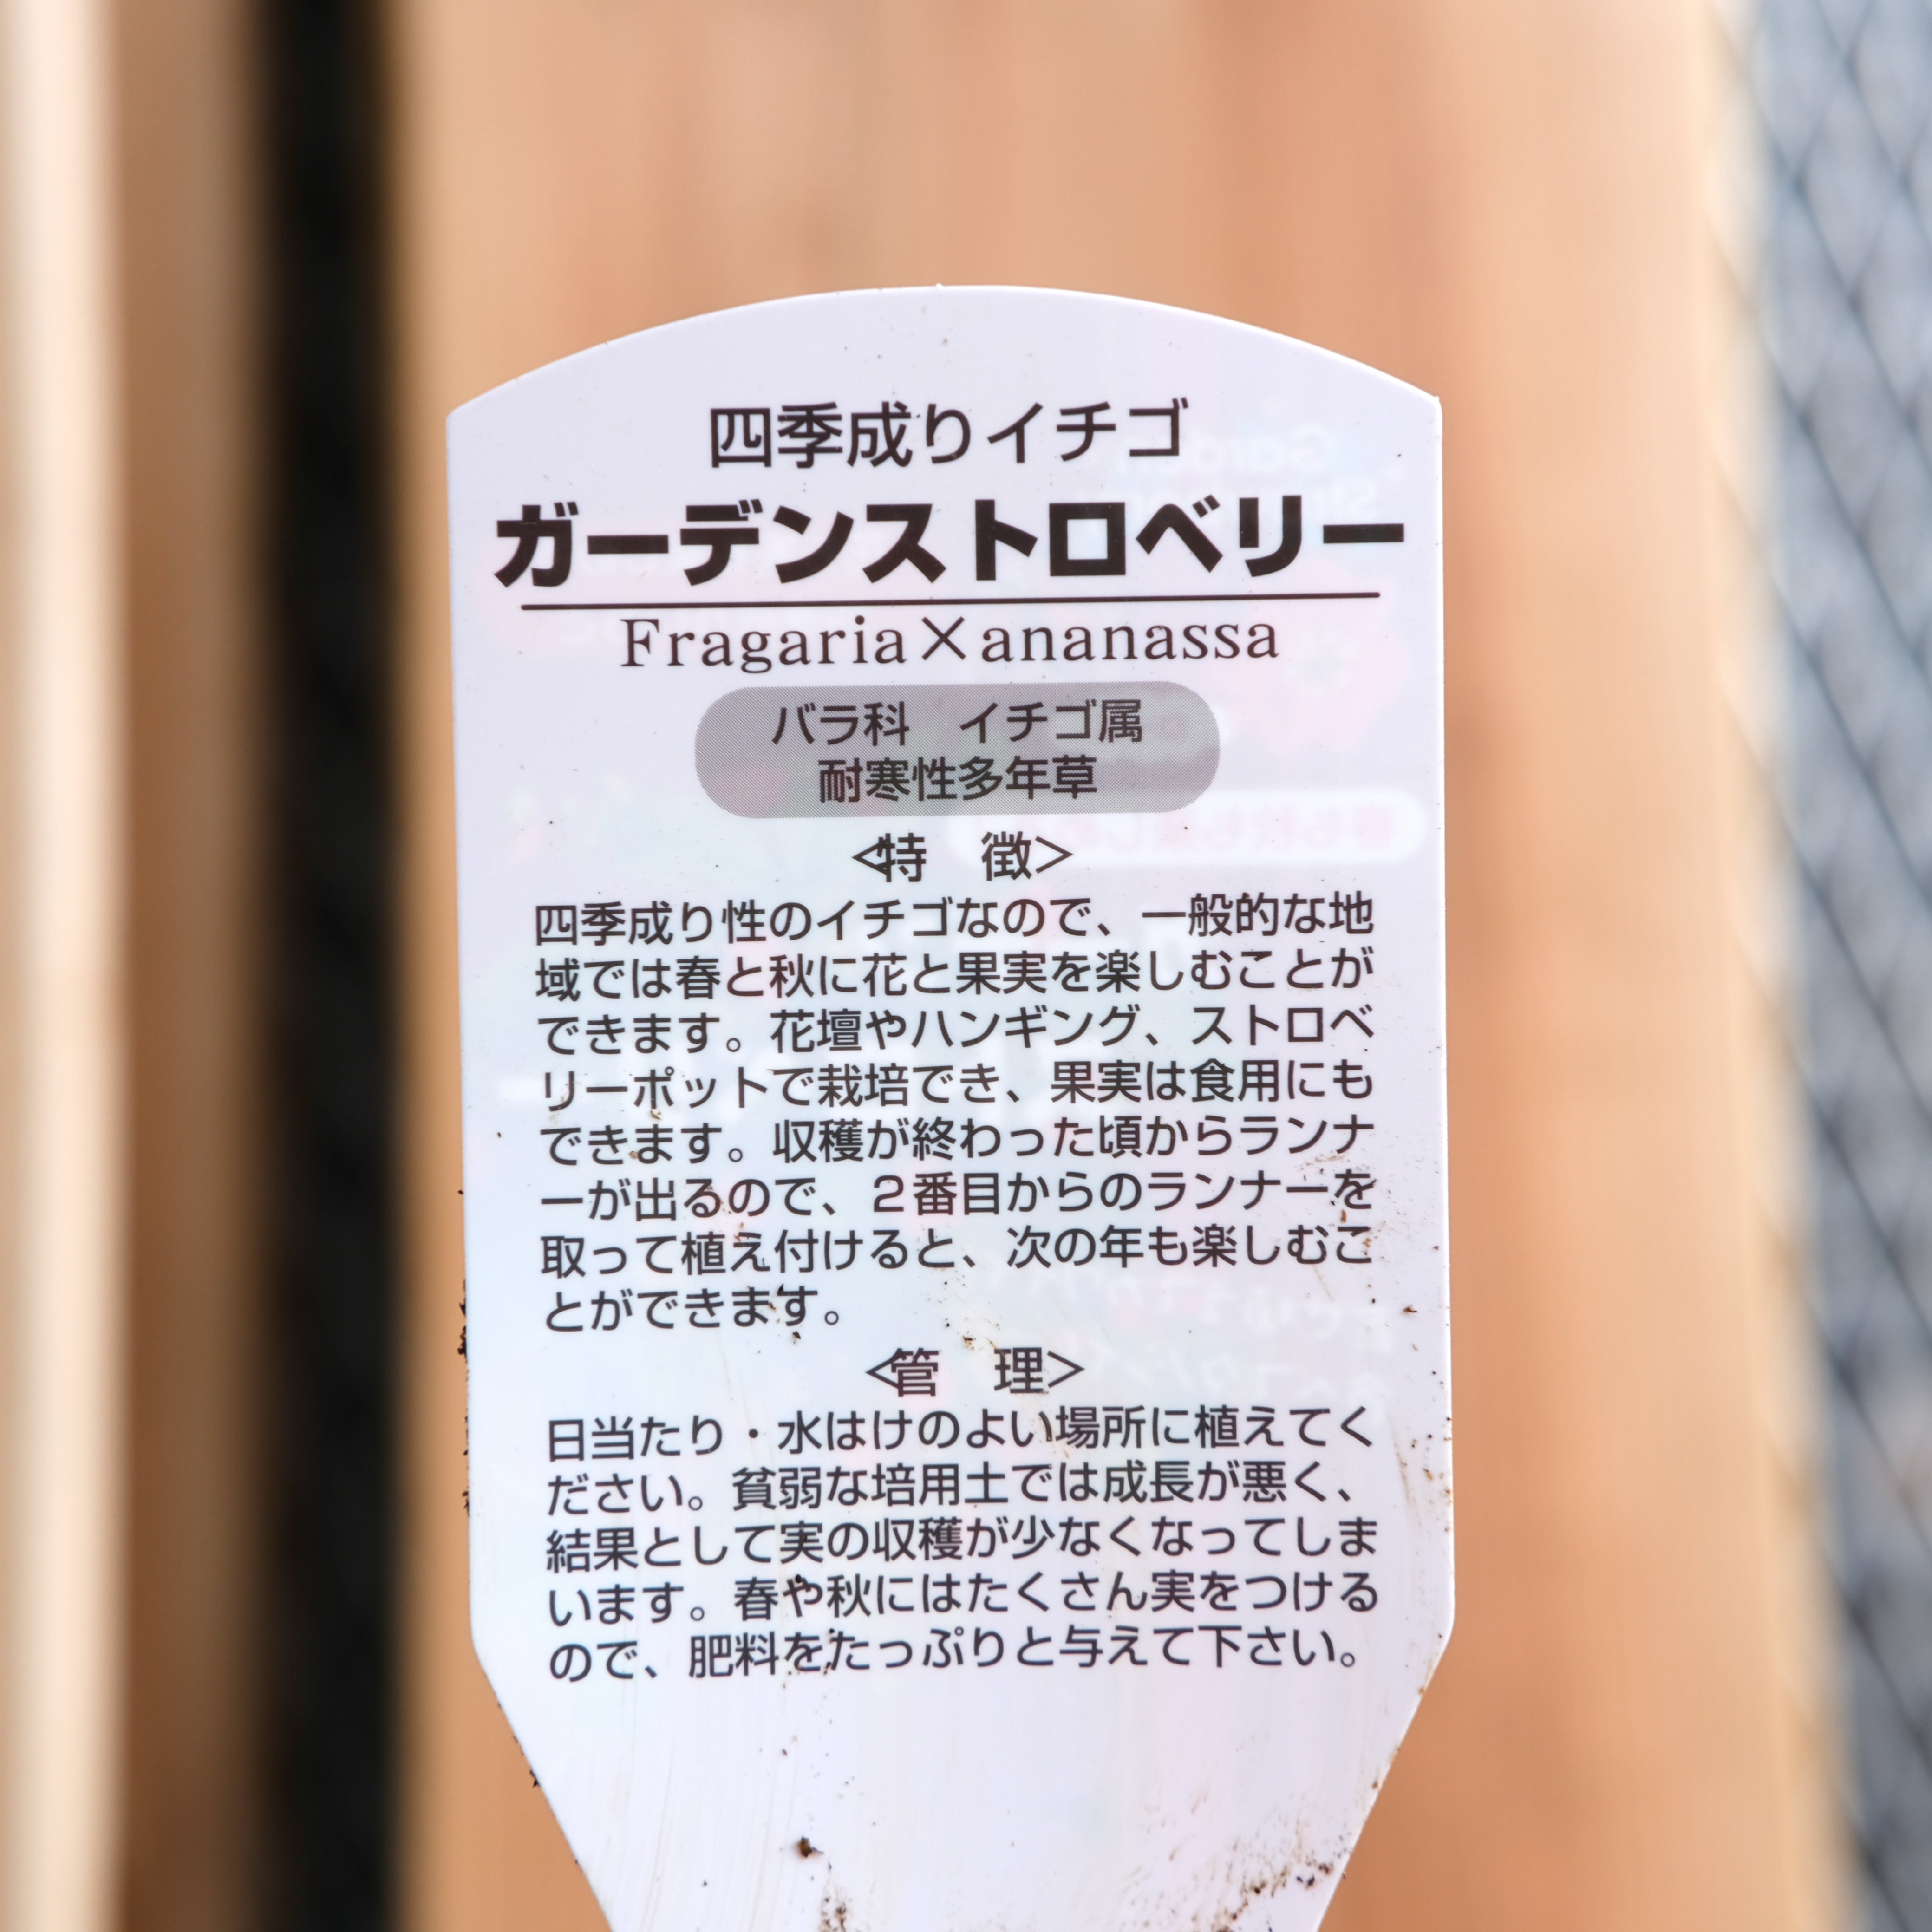 四季成りイチゴ
ガーデンストロベリー
Fragaria×ananassa
バラ科　イチゴ属
耐寒性多年草
<特　徴>
四季成り性のイチゴなので、一般的な地
域では春と秋に花と果実を楽しむことが
できます。花壇やハンギング、ストロベ
リーポットで栽培でき、果実は食用にも
できます。収穫が終わった頃からランナ
ーが出るので、２番目からのランナーを
取って植え付けると、次の年も楽しむこ
とができます。
<管　理>
日当たり・水はけのよい場所に植えてく
ださい。貧弱な培用土では成長が悪く、
結果として実の収穫が少なくなってしま
います。春や秋にはたくさん実をつける
ので、肥料をたっぷりと与えて下さい。